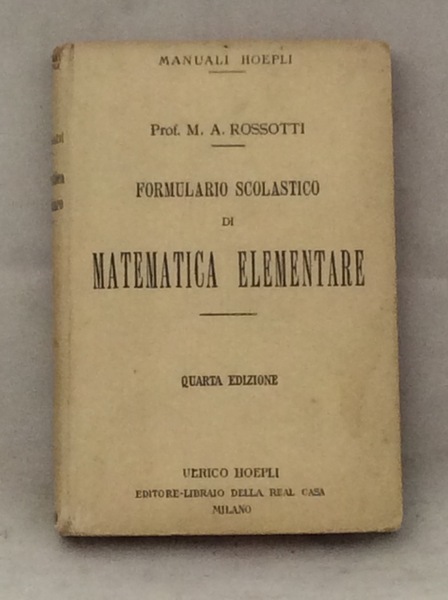 MANUALI HOEPLI
Prof. M. A. ROSSOTTI
FORMULARIO SCOLASTICO
DI
MATEMATICA ELEMENTARE
QUARTA EDIZIONE
ULRICO HOEPLI
EDITORE-LIBRAIO DELLA REAL CASA
MILANO